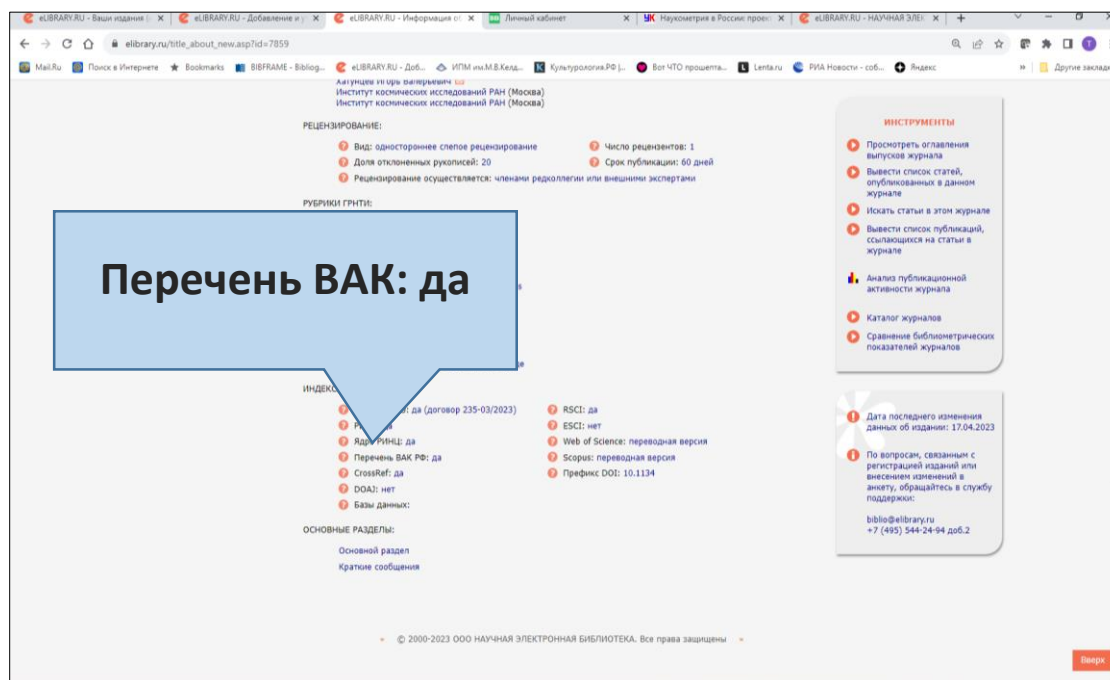 eLIBRARY.RU - Ваши издания (
eLIBRARY.RU - Добавление и у
eLIBRARY.RU - Информация об
Личный кабинет
Наукометрия в России: проек
eLIBRARY.RU - НАУЧНАЯ ЭЛЕК
elibrary.ru/title_about_new.asp?id=7859
Mail.Ru Поиск в Интернете Bookmarks BIBFRAME - Bibliog... eLIBRARY.RU - Доб... ИПМ им.М.В.Келд... Культурология.РФ |... Вот ЧТО прошепта... Lenta.ru РИА Новости - соб... Яндекс » Другие заклад
Хатунцев Игорь Валерьевич
Институт космических исследований РАН (Москва)
Институт космических исследований РАН (Москва)
РЕЦЕНЗИРОВАНИЕ:
Вид: одностороннее слепое рецензирование
Число рецензентов: 1
Доля отклоненных рукописей: 20
Срок публикации: 60 дней
Рецензирование осуществляется: членами редколлегии или внешними экспертами
РУБРИКИ ГРНТИ:
Перечень ВАК: да
да (договор 235-03/2023)
RSCI: да
ESCI: нет
Ядро РИНЦ: да
Web of Science: переводная версия
Перечень ВАК РФ: да
Scopus: переводная версия
CrossRef: да
Префикс DOI: 10.1134
DOAJ: нет
Базы данных:
ОСНОВНЫЕ РАЗДЕЛЫ:
Основной раздел
Краткие сообщения
ИНСТРУМЕНТЫ
Просмотреть оглавления
выпусков журнала
Вывести список статей,
опубликованных в данном
журнале
Искать статьи в этом журнале
Вывести список публикаций,
ссылающихся на статьи в
журнале
Анализ публикационной
активности журнала
Каталог журналов
Сравнение библиометрических
показателей журналов
Дата последнего изменения
данных об издании: 17.04.2023
По вопросам, связанным с
регистрацией изданий или
внесением изменений в
анкету, обращайтесь в службу
поддержки:
biblio@elibrary.ru
+7 (495) 544-24-94 доб.2
© 2000-2023 ООО НАУЧНАЯ ЭЛЕКТРОННАЯ БИБЛИОТЕКА. Все права защищены
Вверх